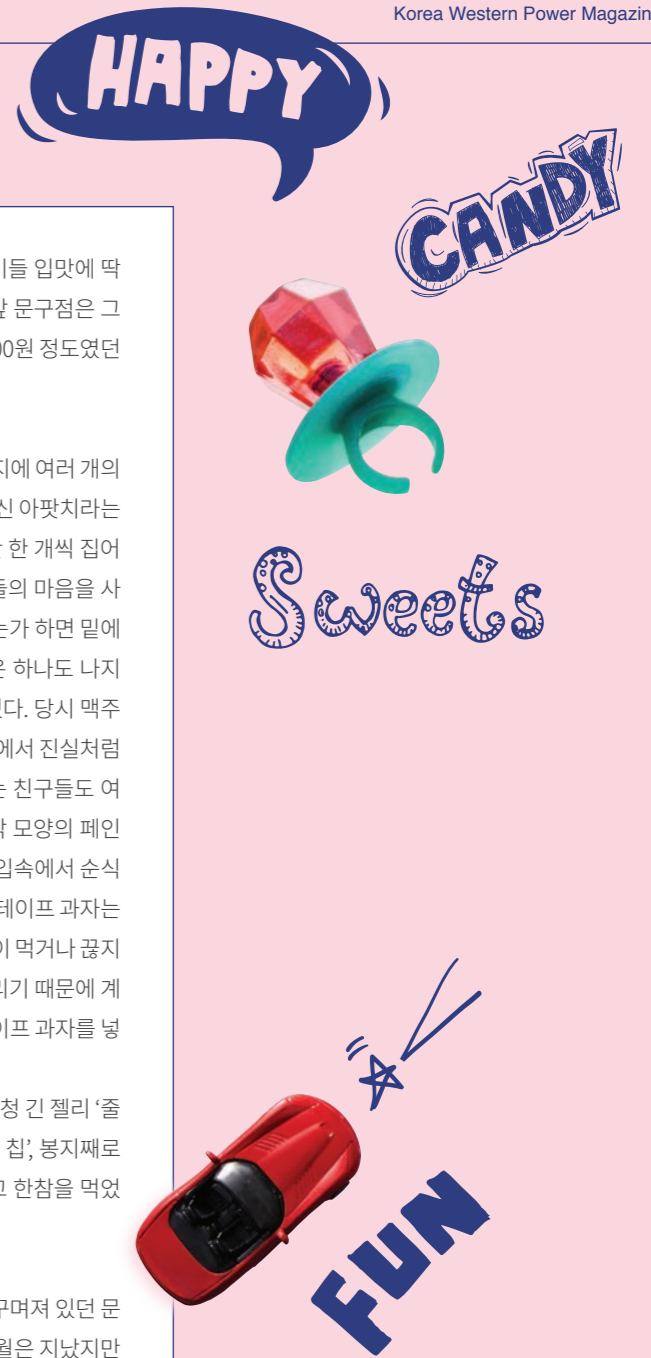 Korea Western Power Magazin
HAPPY
CANDY
이들 입맛에 딱
앞 문구점은 그
00원 정도였던
지에 여러 개의
신 아팟치라는
한 개씩 집어
들의 마음을 사
는가 하면 밑에
은 하나도 나지
다. 당시 맥주
에서 진실처럼
는 친구들도 여
모양의 페인
입속에서 순식
테이프 과자는
이 먹거나 끊지
리기 때문에 계
이프 과자를 넣
청 긴 젤리 ‘줄
칩’, 봉지째로
고 한참을 먹었
꾸며져 있던 문
월은 지났지만
Sweets
FUN